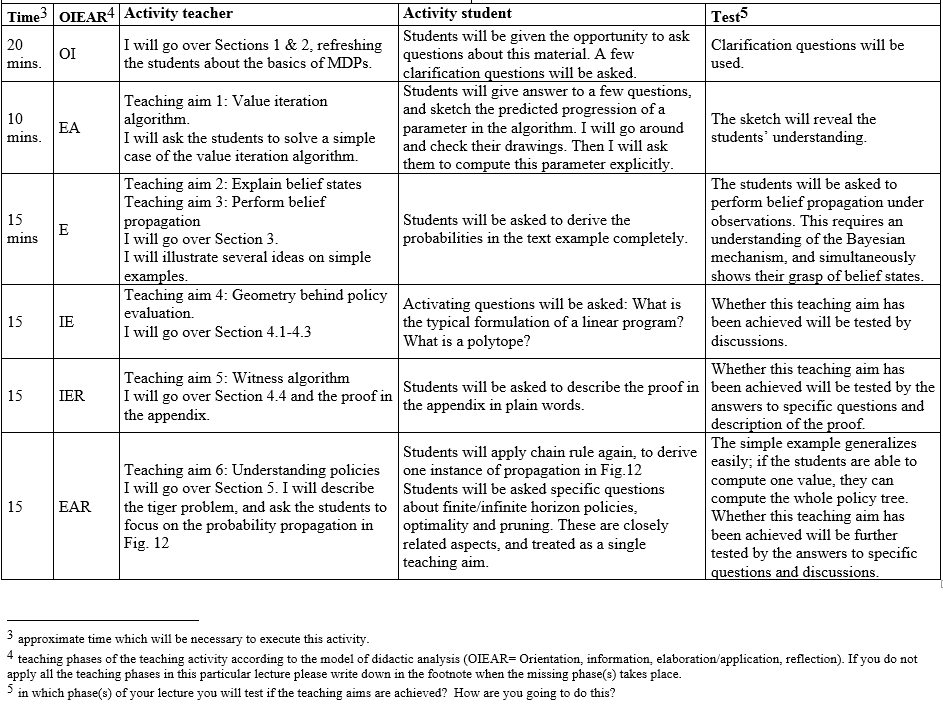 Time3 OIEAR4 Activity teacher Activity student Test5
20
mins.
OI
I will go over Sections 1 & 2, refreshing
the students about the basics of MDPs.
Students will be given the opportunity to ask
questions about this material. A few
clarification questions will be asked.
Clarification questions will be
used.
10
mins.
EA
Teaching aim 1: Value iteration
algorithm.
I will ask the students to solve a simple
case of the value iteration algorithm.
Students will give answer to a few questions,
and sketch the predicted progression of a
parameter in the algorithm. I will go around
and check their drawings. Then I will ask
them to compute this parameter explicitly.
The sketch will reveal the
students’ understanding.
15
mins
E
Teaching aim 2: Explain belief states
Teaching aim 3: Perform belief
propagation
I will go over Section 3.
I will illustrate several ideas on simple
examples.
Students will be asked to derive the
probabilities in the text example completely.
The students will be asked to
perform belief propagation under
observations. This requires an
understanding of the Bayesian
mechanism, and simultaneously
shows their grasp of belief states.
15
IE
Teaching aim 4: Geometry behind policy
evaluation.
I will go over Section 4.1-4.3
Activating questions will be asked: What is
the typical formulation of a linear program?
What is a polytope?
Whether this teaching aim has
been achieved will be tested by
discussions.
15
IER
Teaching aim 5: Witness algorithm
I will go over Section 4.4 and the proof in
the appendix.
Students will be asked to describe the proof in
the appendix in plain words.
Whether this teaching aim has
been achieved will be tested by the
answers to specific questions and
description of the proof.
15
EAR
Teaching aim 6: Understanding policies
I will go over Section 5. I will describe
the tiger problem, and ask the students to
focus on the probability propagation in
Fig. 12
Students will apply chain rule again, to derive
one instance of propagation in Fig.12
Students will be asked specific questions
about finite/infinite horizon policies,
optimality and pruning. These are closely
related aspects, and treated as a single
teaching aim.
The simple example generalizes
easily; if the students are able to
compute one value, they can
compute the whole policy tree.
Whether this teaching aim has
been achieved will be further
tested by the answers to specific
questions and discussions.
3 approximate time which will be necessary to execute this activity.
4 teaching phases of the teaching activity according to the model of didactic analysis (OIEAR= Orientation, information, elaboration/application, reflection). If you do not
apply all the teaching phases in this particular lecture please write down in the footnote when the missing phase(s) takes place.
5 in which phase(s) of your lecture you will test if the teaching aims are achieved? How are you going to do this?